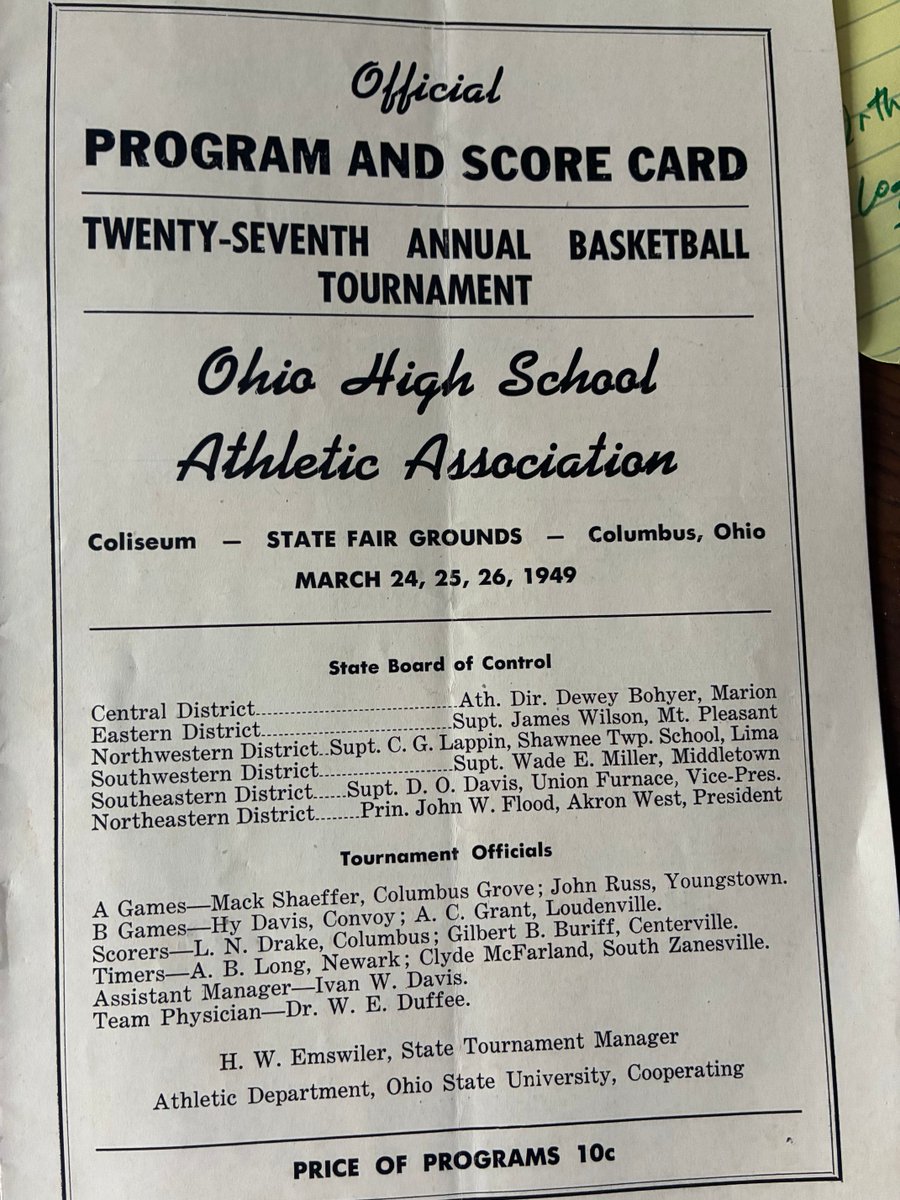 Official
PROGRAM AND SCORE CARD
TWENTY-SEVENTH ANNUAL BASKETBALL
TOURNAMENT
Ohio High School
Athletic Association
Coliseum — STATE FAIR GROUNDS — Columbus, Ohio
MARCH 24, 25, 26, 1949
State Board of Control
Central District..............................Ath. Dir. Dewey Bohyer, Marion
Eastern District..............................Supt. James Wilson, Mt. Pleasant
Northwestern District..Supt. C. G. Lappin, Shawnee Twp. School, Lima
Southwestern District....................Supt. Wade E. Miller, Middletown
Southeastern District......Supt. D. O. Davis, Union Furnace, Vice-Pres.
Northeastern District........Prin. John W. Flood, Akron West, President
Tournament Officials
A Games—Mack Shaeffer, Columbus Grove; John Russ, Youngstown.
B Games—Hy Davis, Convoy; A. C. Grant, Loudenville.
Scorers—L. N. Drake, Columbus; Gilbert B. Buriff, Centerville.
Timers—A. B. Long, Newark; Clyde McFarland, South Zanesville.
Assistant Manager—Ivan W. Davis.
Team Physician—Dr. W. E. Duffee.
H. W. Emswiler, State Tournament Manager
Athletic Department, Ohio State University, Cooperating
PRICE OF PROGRAMS 10c